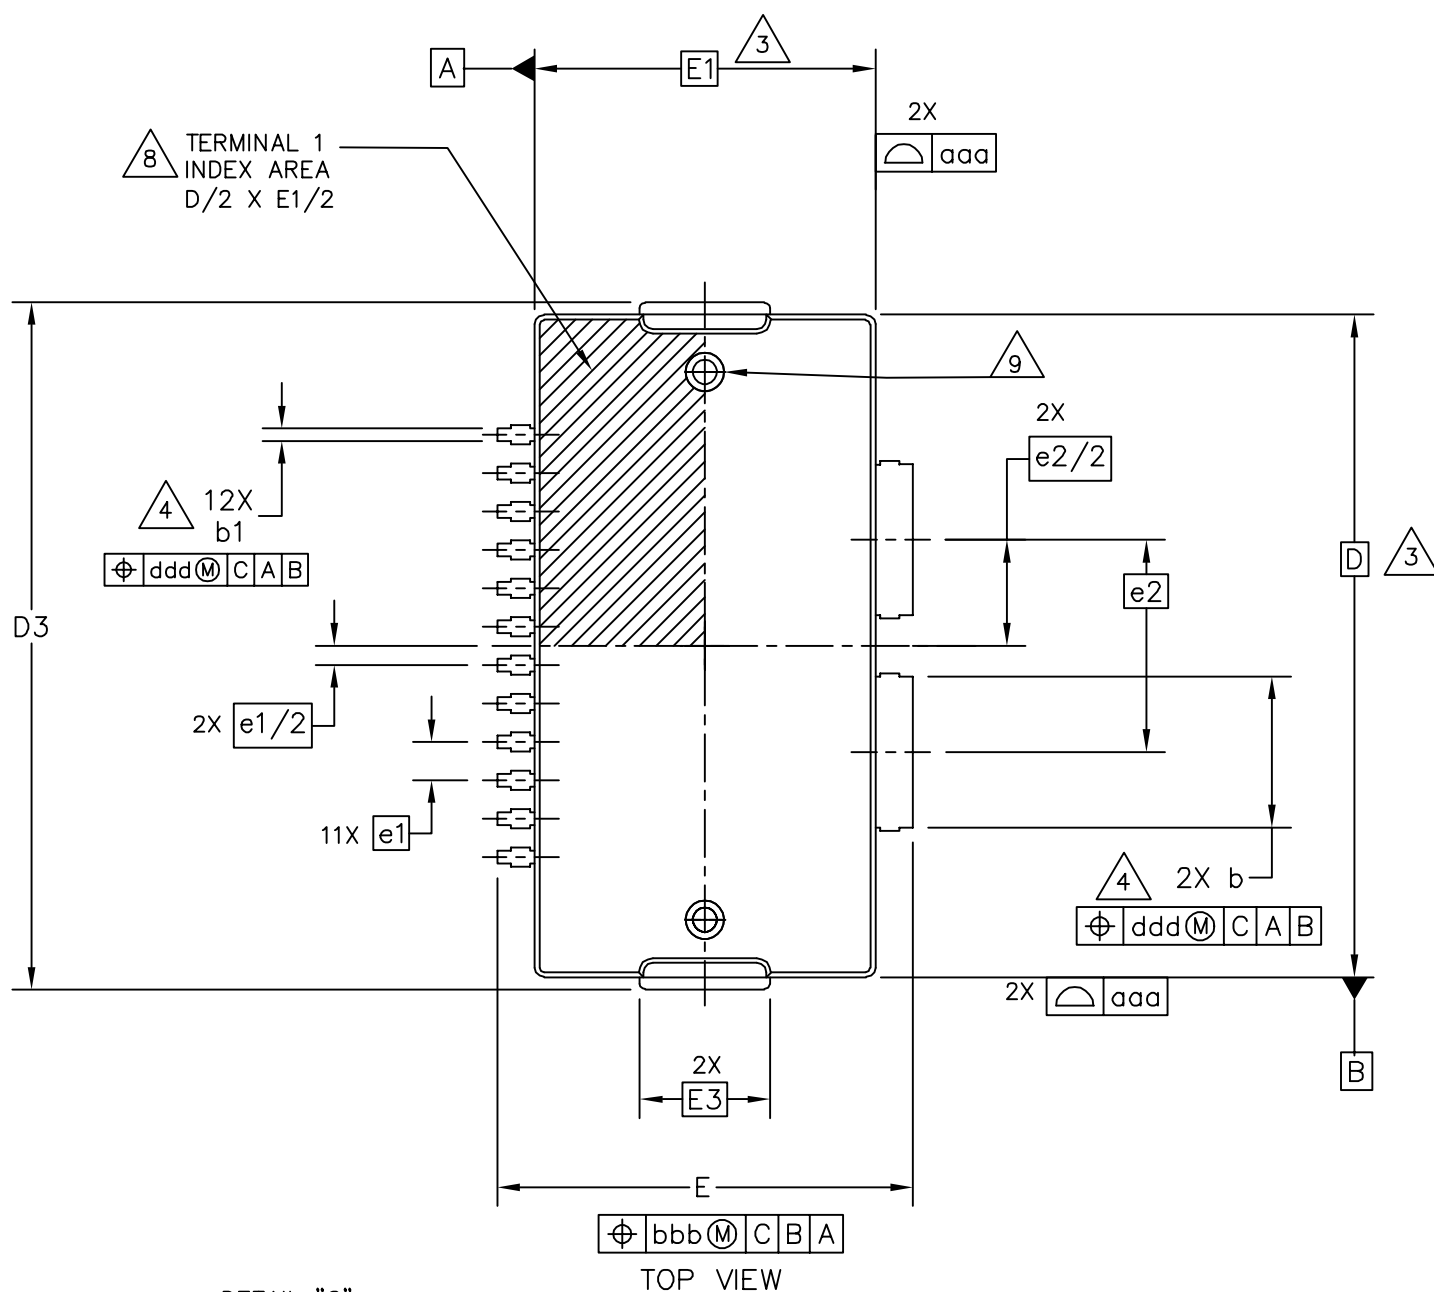 A
E1
3
2X
aaa
8
TERMINAL 1
INDEX AREA
D/2 X E1/2
9
2X
e2/2
4
12X
b1
ddd Ⓜ C A B
D
3
e2
D3
2X e1/2
11X e1
4
2X b
ddd Ⓜ C A B
2X aaa
2X
E3
B
E
bbb Ⓜ C B A
TOP VIEW